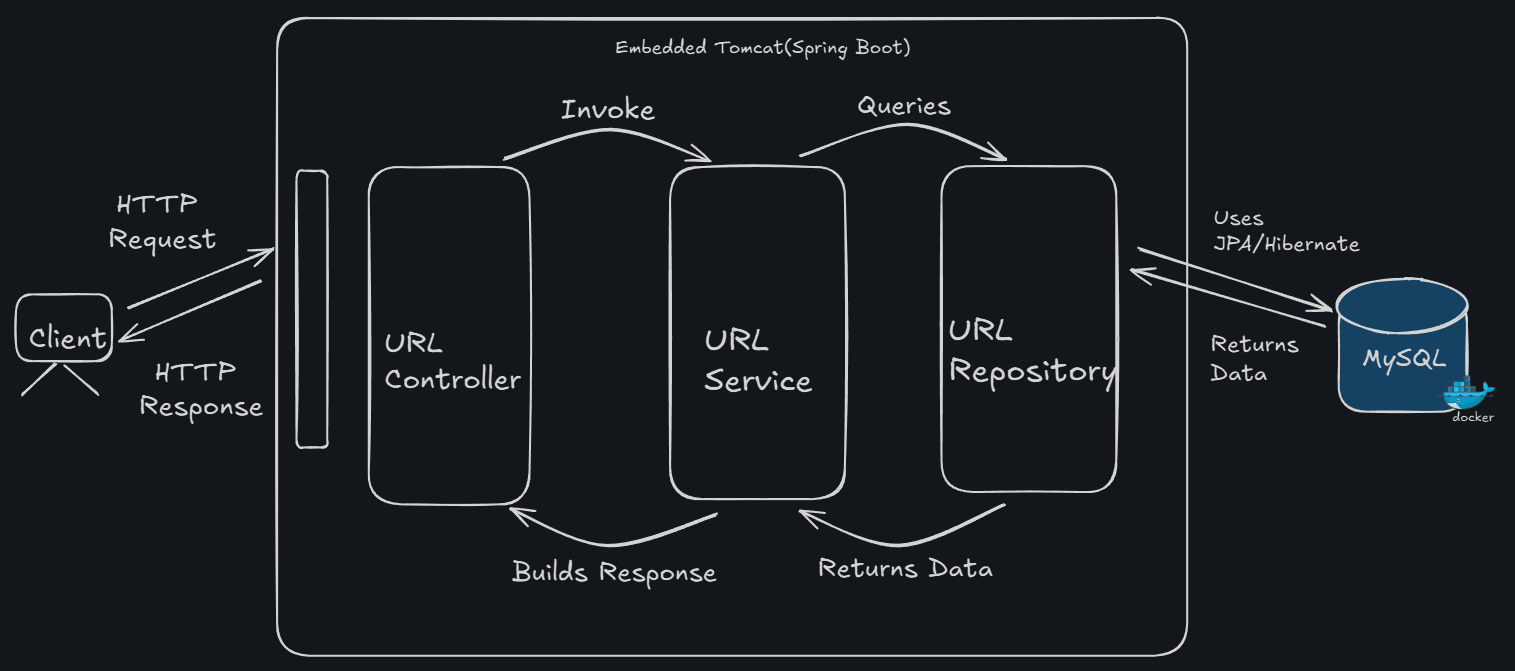 Embedded Tomcat(Spring Boot)
Invoke
Queries
HTTP
Request
Uses
JPA/Hibernate
Client
URL
Controller
URL
Service
URL
Repository
MySQL
docker
HTTP
Response
Returns
Data
Builds Response
Returns Data